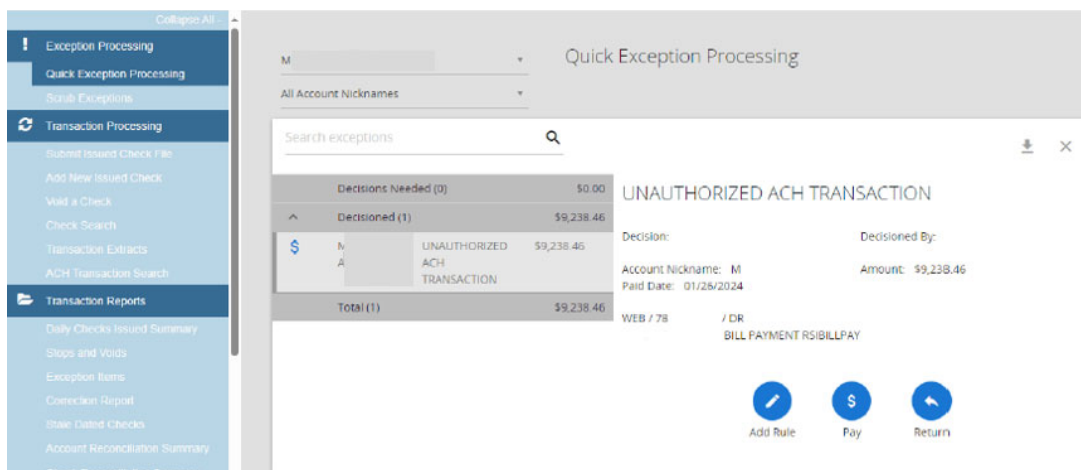 Collapse All -
Exception Processing
Quick Exception Processing
Scrub Exceptions
Transaction Processing
Submit Issued Check File
Add New Issued Check
Void a Check
Check Search
Transaction Extracts
ACH Transaction Search
Transaction Reports
Daily Checks Issued Summary
Stops and Voids
Exception Items
Correction Report
Stale Dated Checks
Account Reconciliation Summary
M
Quick Exception Processing
All Account Nicknames
Search exceptions
Decisions Needed (0) $0.00
Decisioned (1) $9,238.46
M UNAUTHORIZED $9,238.46
A ACH
TRANSACTION
Total (1) $9,238.46
UNAUTHORIZED ACH TRANSACTION
Decision: Decisioned By:
Account Nickname: M Amount: $9,238.46
Paid Date: 01/26/2024
WEB / 78 / DR
BILL PAYMENT RSIBILLPAY
Add Rule Pay Return